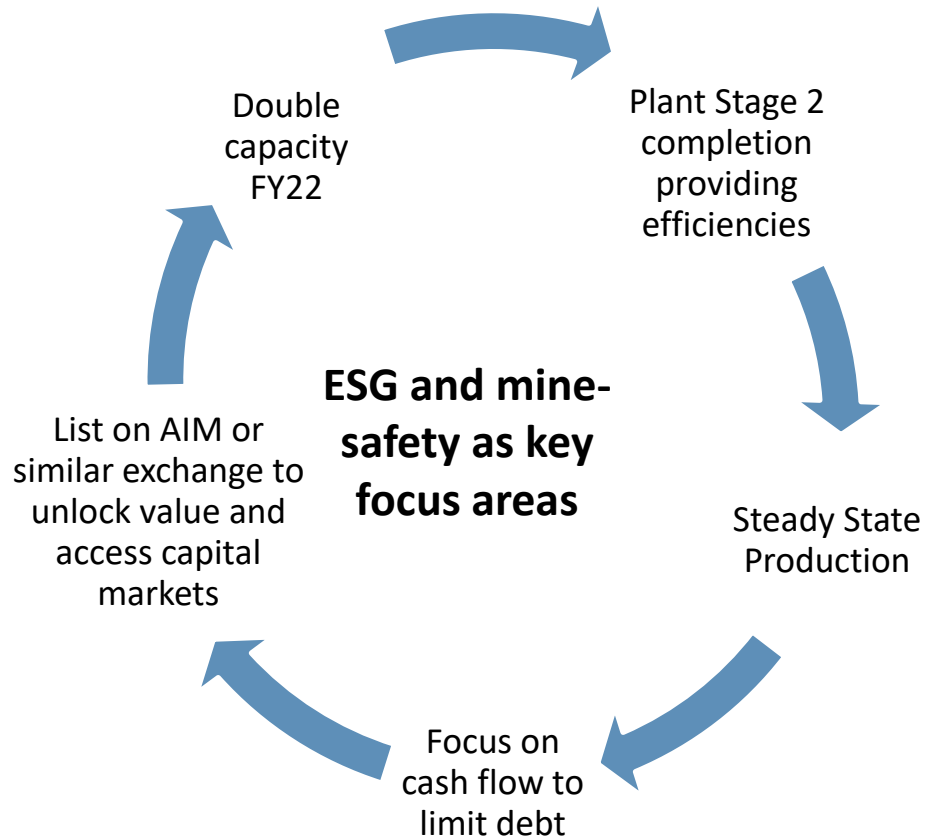 Double
capacity
FY22
Plant Stage 2
completion
providing
efficiencies
ESG and mine-
safety as key
focus areas
List on AIM or
similar exchange to
unlock value and
access capital
markets
Steady State
Production
Focus on
cash flow to
limit debt